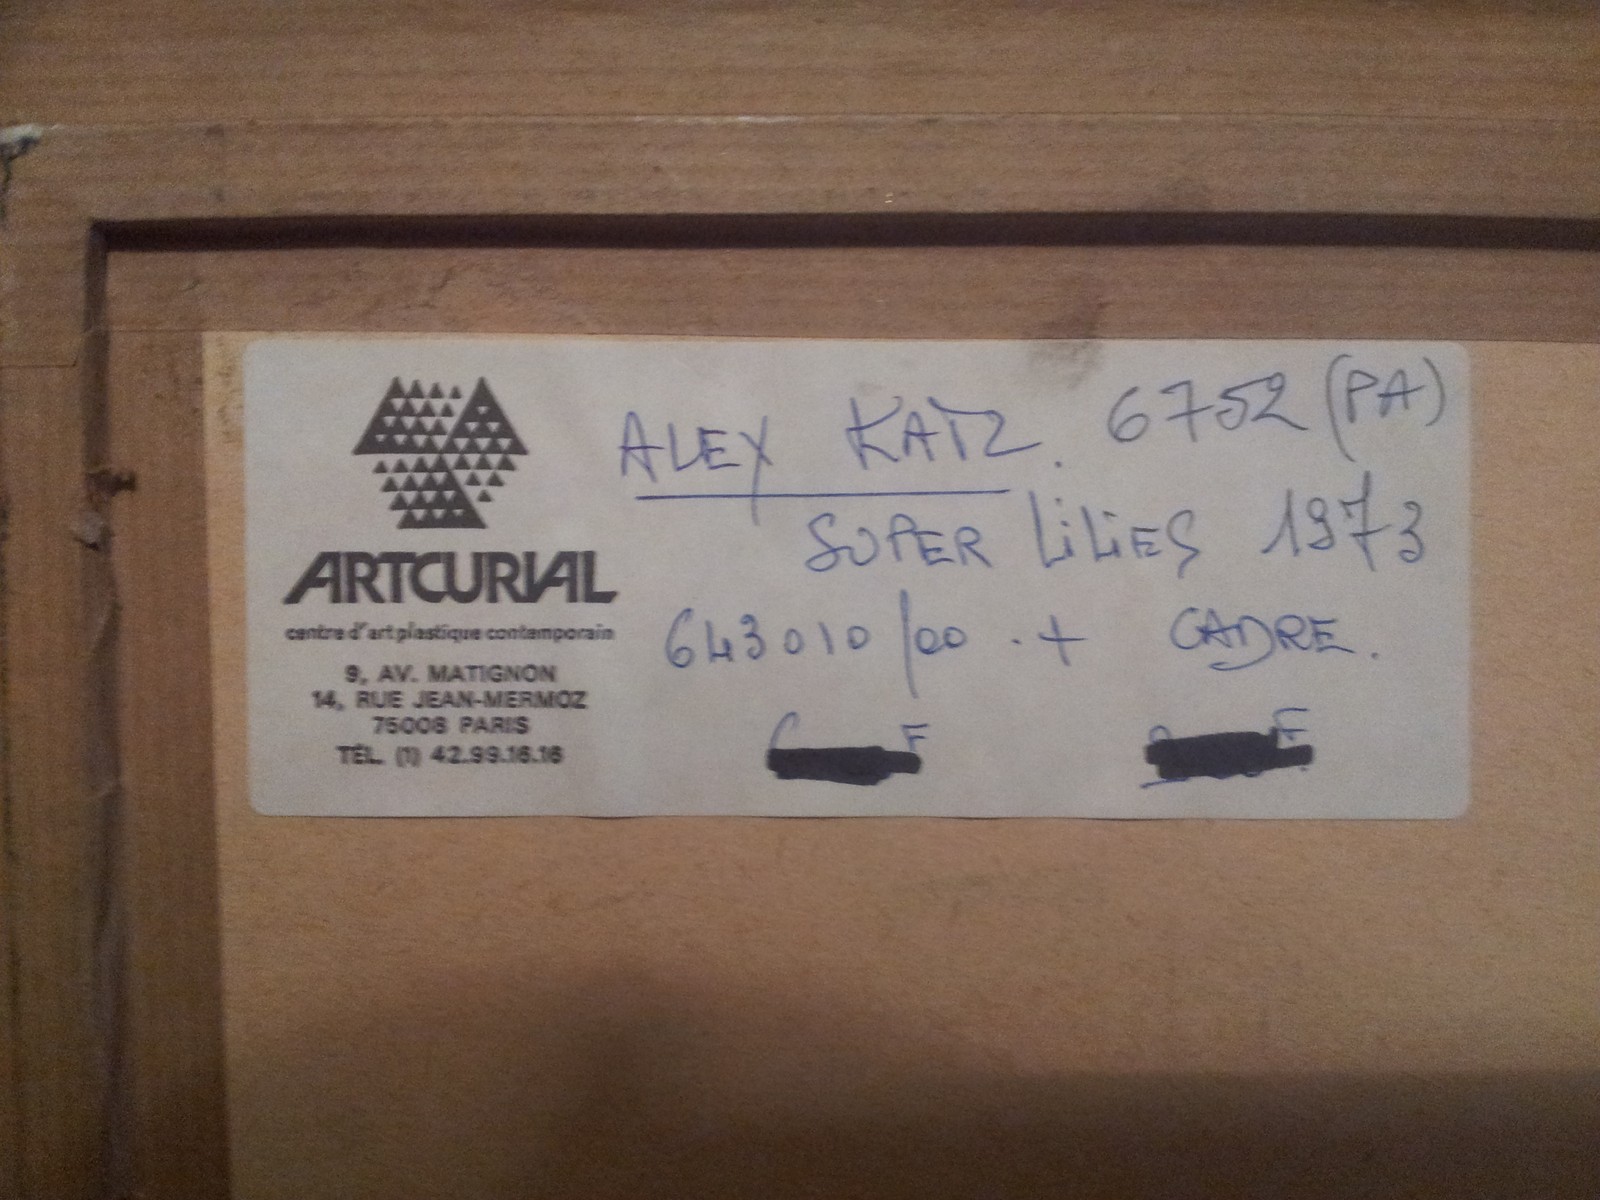 ARTCURIAL
centre d'art plastique contemporain
9, AV. MATIGNON
14, RUE JEAN-MERMOZ
75008 PARIS
TÉL. (1) 42.99.16.16
ALEX KATZ. 6752 (PA)
SUPER LiLiES 1973
643010/00 . + CADRE.
F F